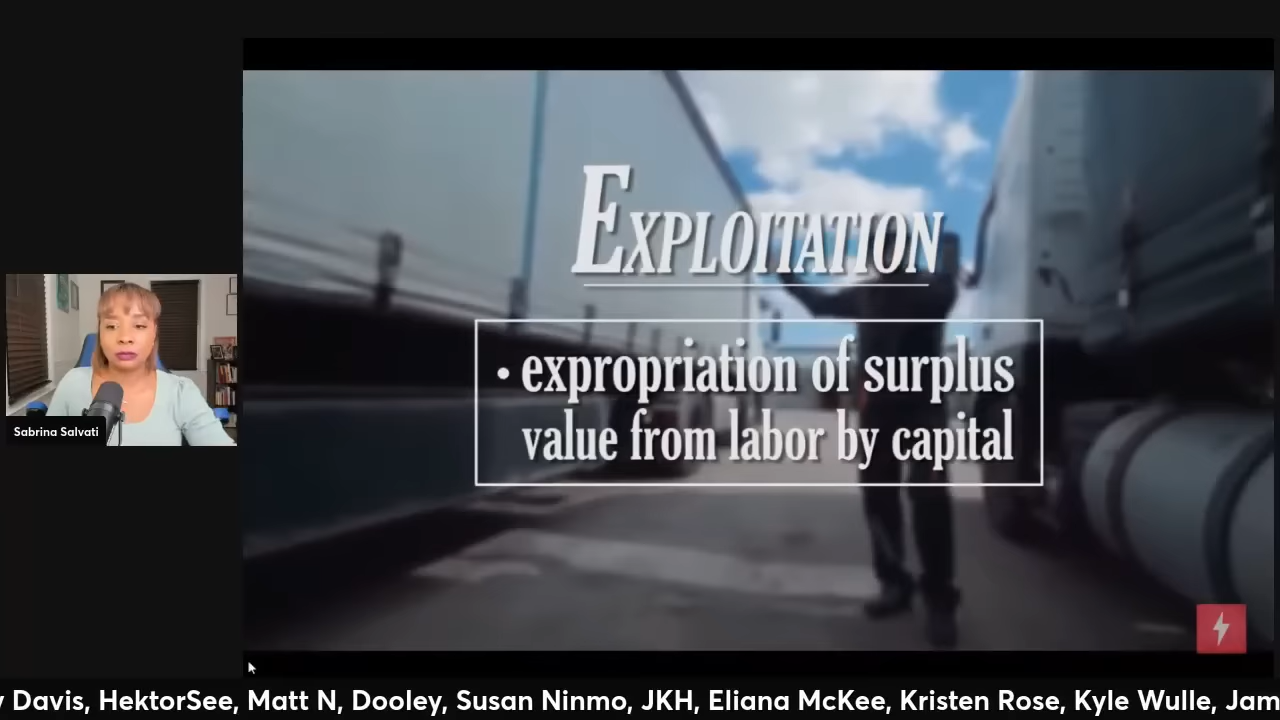 EXPLOITATION
• expropriation of surplus
value from labor by capital
Sabrina Salvati
Davis, HektorSee, Matt N, Dooley, Susan Ninmo, JKH, Eliana McKee, Kristen Rose, Kyle Wulle, Jam